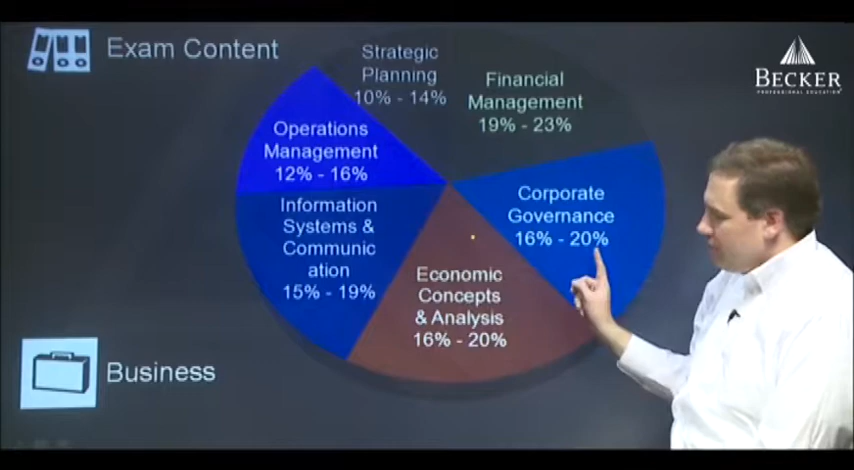 Exam Content
Strategic
Planning
10% - 14%
Financial
Management
19% - 23%
BECKER
PROFESSIONAL EDUCATION
Operations
Management
12% - 16%
Corporate
Governance
16% - 20%
Information
Systems &
Communic
ation
15% - 19%
Economic
Concepts
& Analysis
16% - 20%
Business